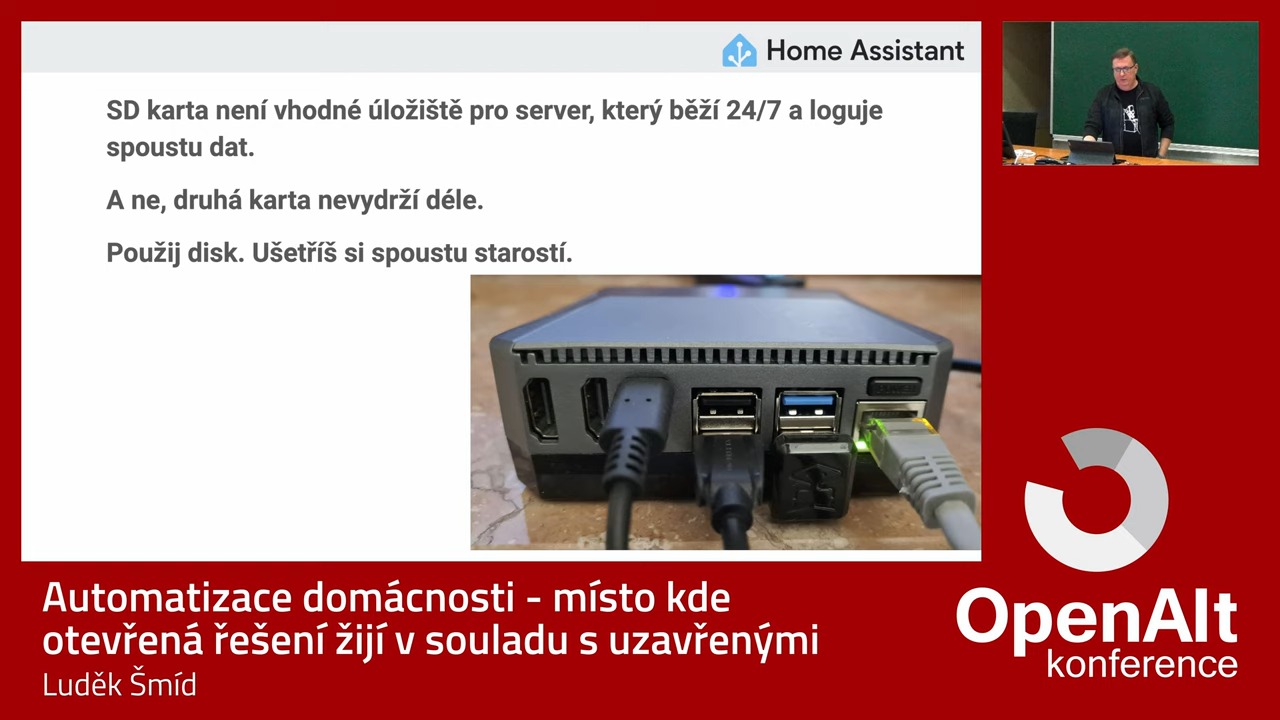 Home Assistant
SD karta není vhodné úložiště pro server, který běží 24/7 a loguje
spoustu dat.
A ne, druhá karta nevydrží déle.
Použij disk. Ušetříš si spoustu starostí.
Automatizace domácnosti - místo kde
otevřená řešení žijí v souladu s uzavřenými
Luděk Šmíd
OpenAlt
konference